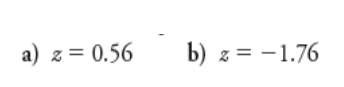 a) z = 0.56 b) z = −1.76